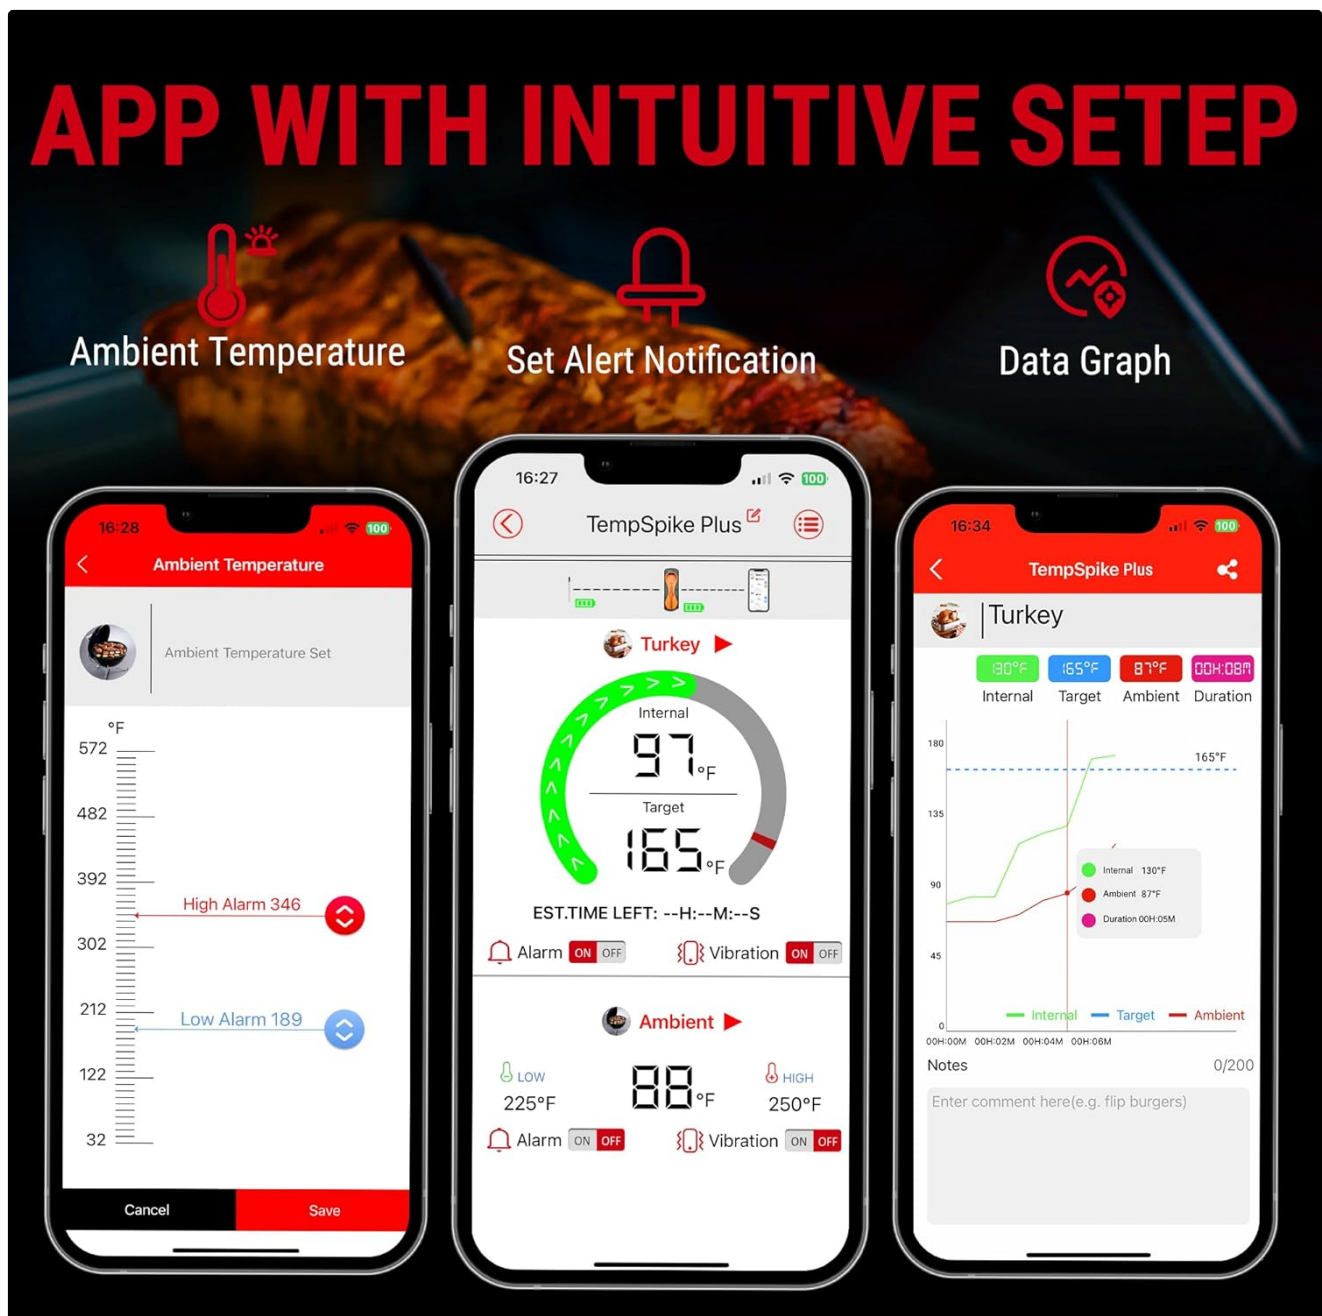 APP WITH INTUITIVE SETEP
Ambient Temperature
Set Alert Notification
Data Graph
16:28
100
Ambient Temperature
Ambient Temperature Set
°F
572
482
392
High Alarm 346
302
212
Low Alarm 189
122
32
Cancel
Save
16:27
100
TempSpike Plus
Turkey
Internal
97°F
Target
165°F
EST.TIME LEFT: --H:--M:--S
Alarm ON OFF Vibration ON OFF
Ambient
LOW
225°F
88°F
HIGH
250°F
Alarm ON OFF Vibration ON OFF
16:34
100
TempSpike Plus
Turkey
130°F 165°F 87°F 00H:08M
Internal Target Ambient Duration
180
165°F
135
90
45
0
Internal 130°F
Ambient 87°F
Duration 00H:05M
Internal Target Ambient
00H:00M 00H:02M 00H:04M 00H:06M
Notes 0/200
Enter comment here(e.g. flip burgers)